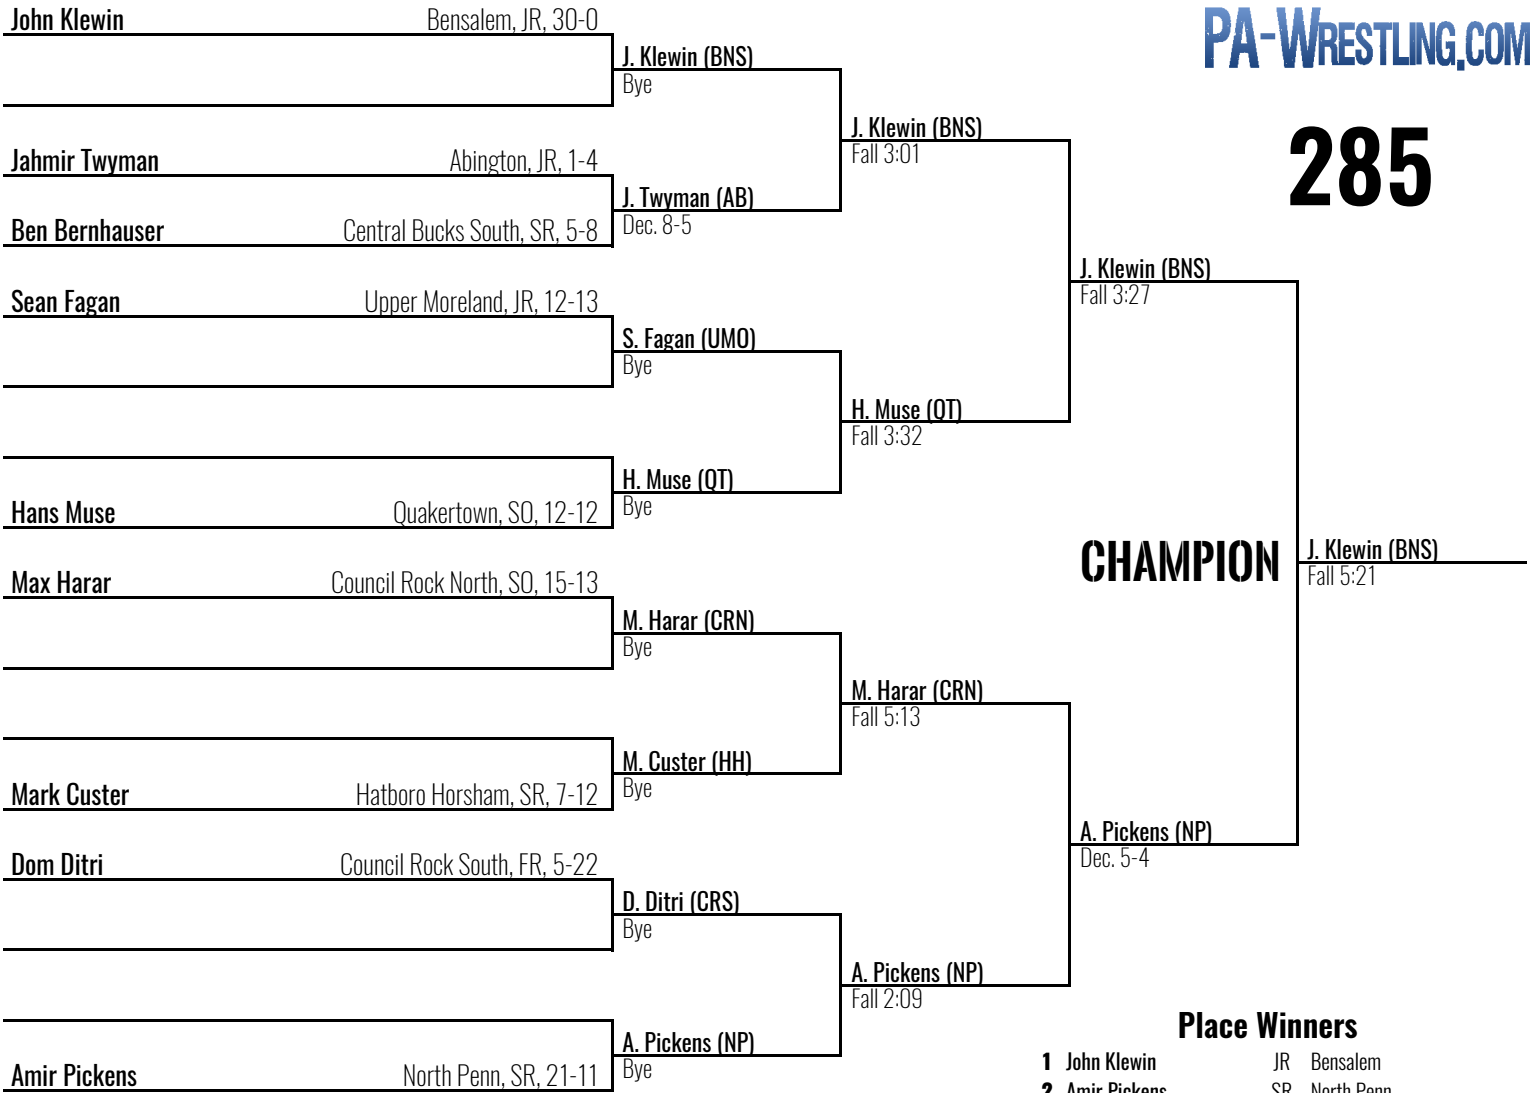 John Klewin Bensalem, JR, 30-0
J. Klewin (BNS)
Bye
PA-WRESTLING.COM
285
J. Klewin (BNS)
Fall 3:01
Jahmir Twyman Abington, JR, 1-4
J. Twyman (AB)
Dec. 8-5
Ben Bernhauser Central Bucks South, SR, 5-8
J. Klewin (BNS)
Fall 3:27
Sean Fagan Upper Moreland, JR, 12-13
S. Fagan (UMO)
Bye
H. Muse (QT)
Fall 3:32
H. Muse (QT)
Bye
Hans Muse Quakertown, SO, 12-12
CHAMPION
J. Klewin (BNS)
Fall 5:21
Max Harar Council Rock North, SO, 15-13
M. Harar (CRN)
Bye
M. Harar (CRN)
Fall 5:13
M. Custer (HH)
Bye
Mark Custer Hatboro Horsham, SR, 7-12
A. Pickens (NP)
Dec. 5-4
Dom Ditri Council Rock South, FR, 5-22
D. Ditri (CRS)
Bye
A. Pickens (NP)
Fall 2:09
A. Pickens (NP)
Bye
Amir Pickens North Penn, SR, 21-11
Place Winners
1 John Klewin JR Bensalem
2 Amir Pickens SR North Penn